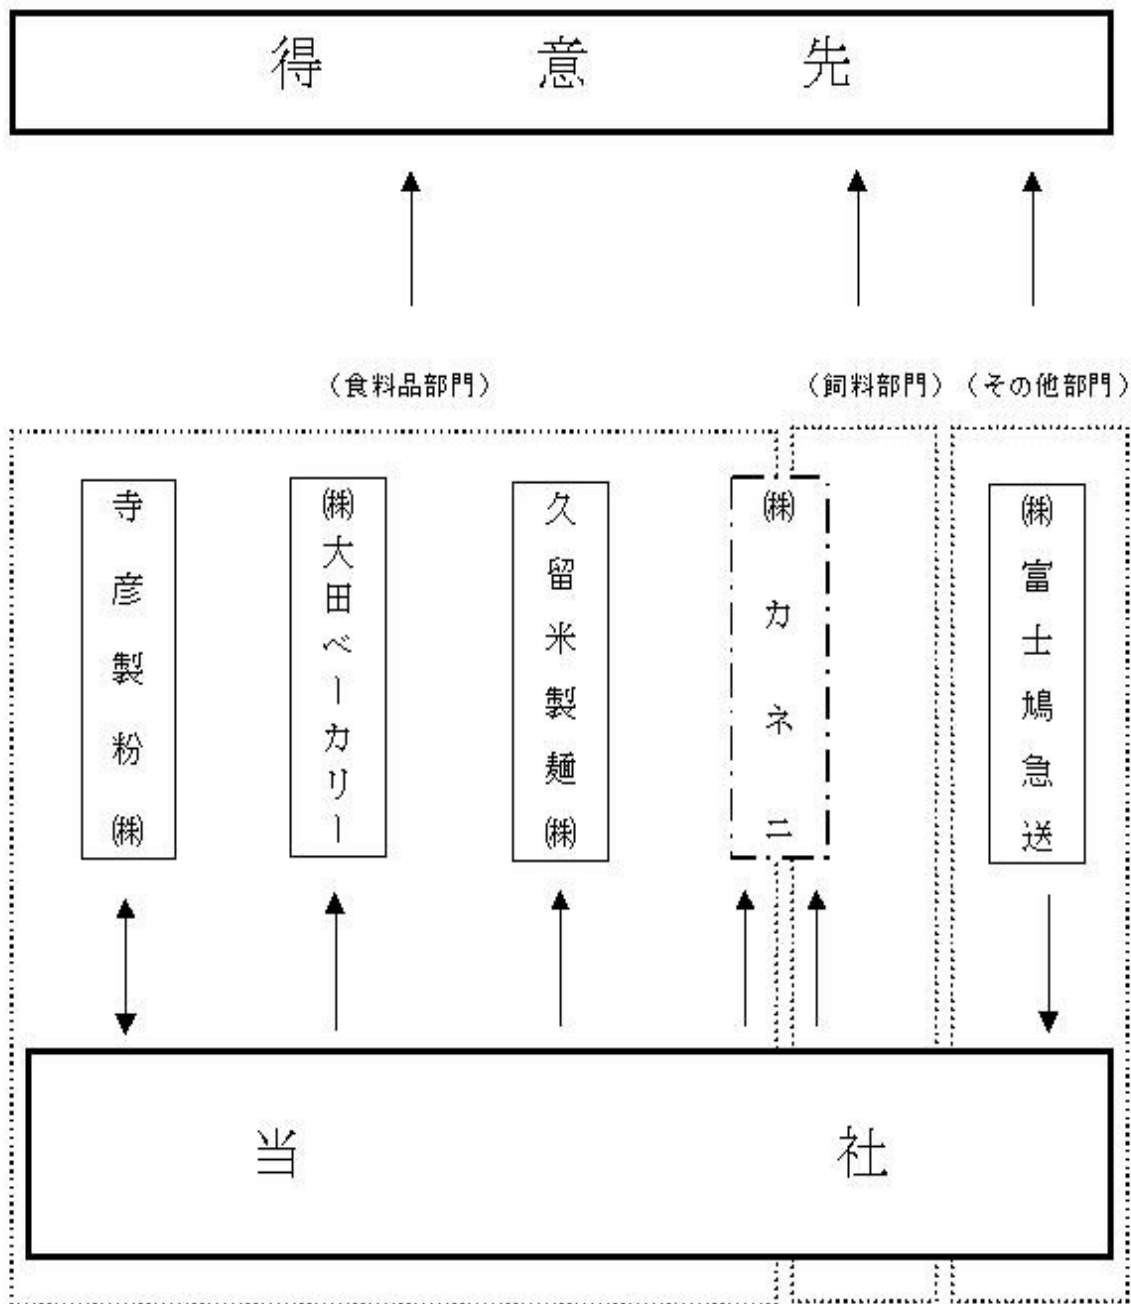 得意先
（食料品部門）
（飼料部門）
（その他部門）
寺彦製粉㈱
㈱大田ベーカリー
久留米製麺㈱
㈱カネニ
㈱富士鳩急送
当社